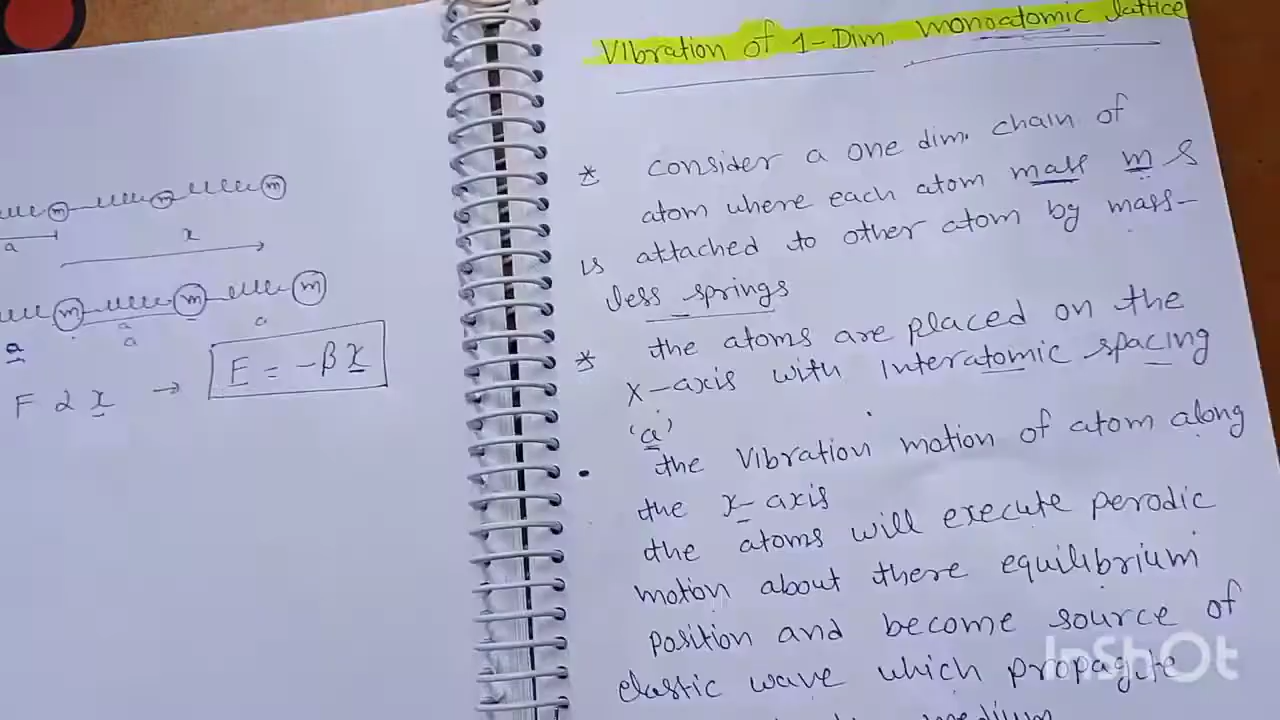 m m m
a x
m m m
a a a
F α x → F = -βx
Vibration of 1-Dim. monoatomic lattice
* consider a one dim. chain of
atom where each atom mass m &
is attached to other atom by mass-
less springs
* the atoms are placed on the
x-axis with Interatomic spacing
'a'
• the Vibration motion of atom along
the x-axis
the atoms will execute perodic
motion about there equilibrium
position and become source of
elastic wave which propagate
medium
InShOt